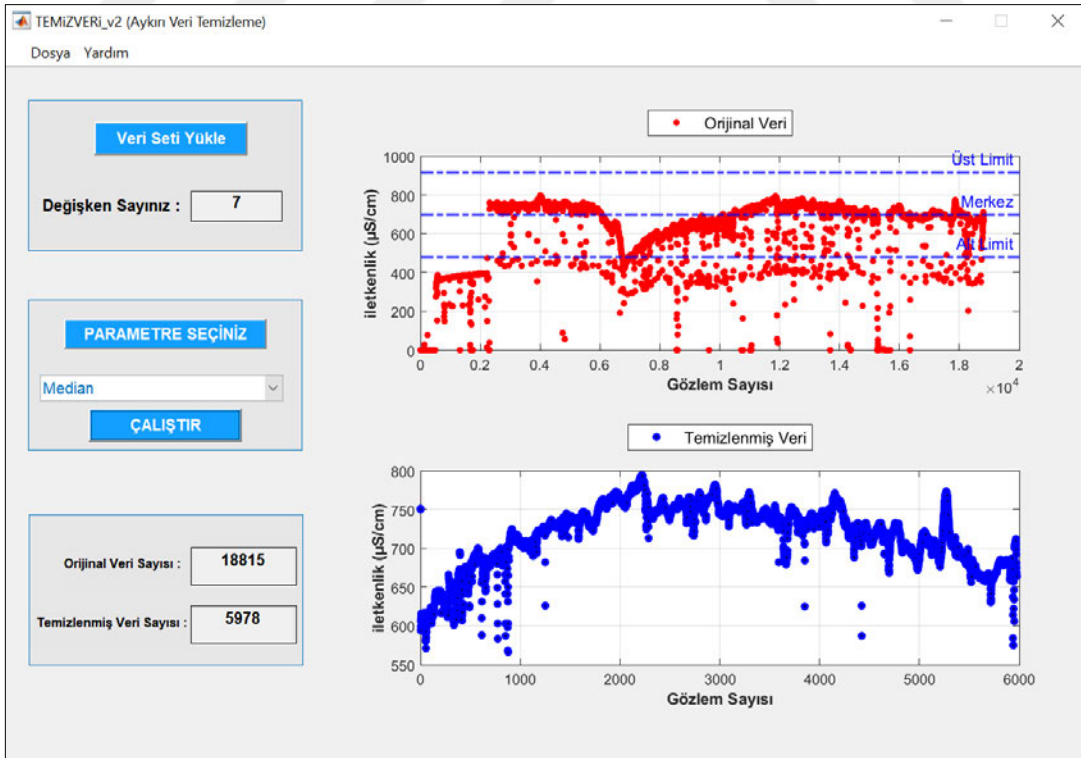 TEMiZVERi_v2 (Aykırı Veri Temizleme)
Dosya Yardım
Veri Seti Yükle
Değişken Sayınız : 7
PARAMETRE SEÇİNİZ
Median
ÇALIŞTIR
Orijinal Veri Sayısı : 18815
Temizlenmiş Veri Sayısı : 5978
Orijinal Veri
1000
800
600
400
200
0
iletkenlik (µS/cm)
Üst Limit
Merkez
Alt Limit
0 0.2 0.4 0.6 0.8 1 1.2 1.4 1.6 1.8 2
Gözlem Sayısı
×10⁴
Temizlenmiş Veri
800
750
700
650
600
550
iletkenlik (µS/cm)
0 1000 2000 3000 4000 5000 6000
Gözlem Sayısı